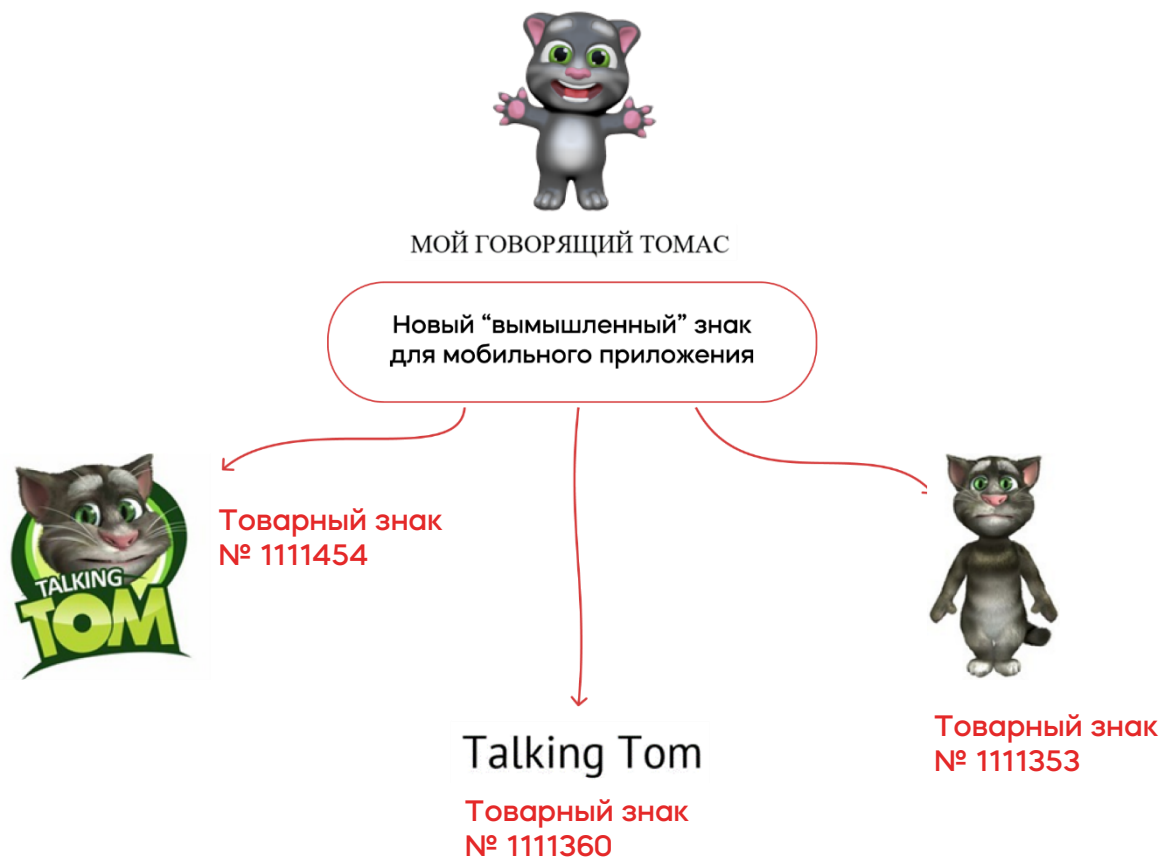 МОЙ ГОВОРЯЩИЙ ТОМАС
Новый “вымышленный” знак
для мобильного приложения
Товарный знак
№ 1111454
TALKING
TOM
Talking Tom
Товарный знак
№ 1111360
Товарный знак
№ 1111353